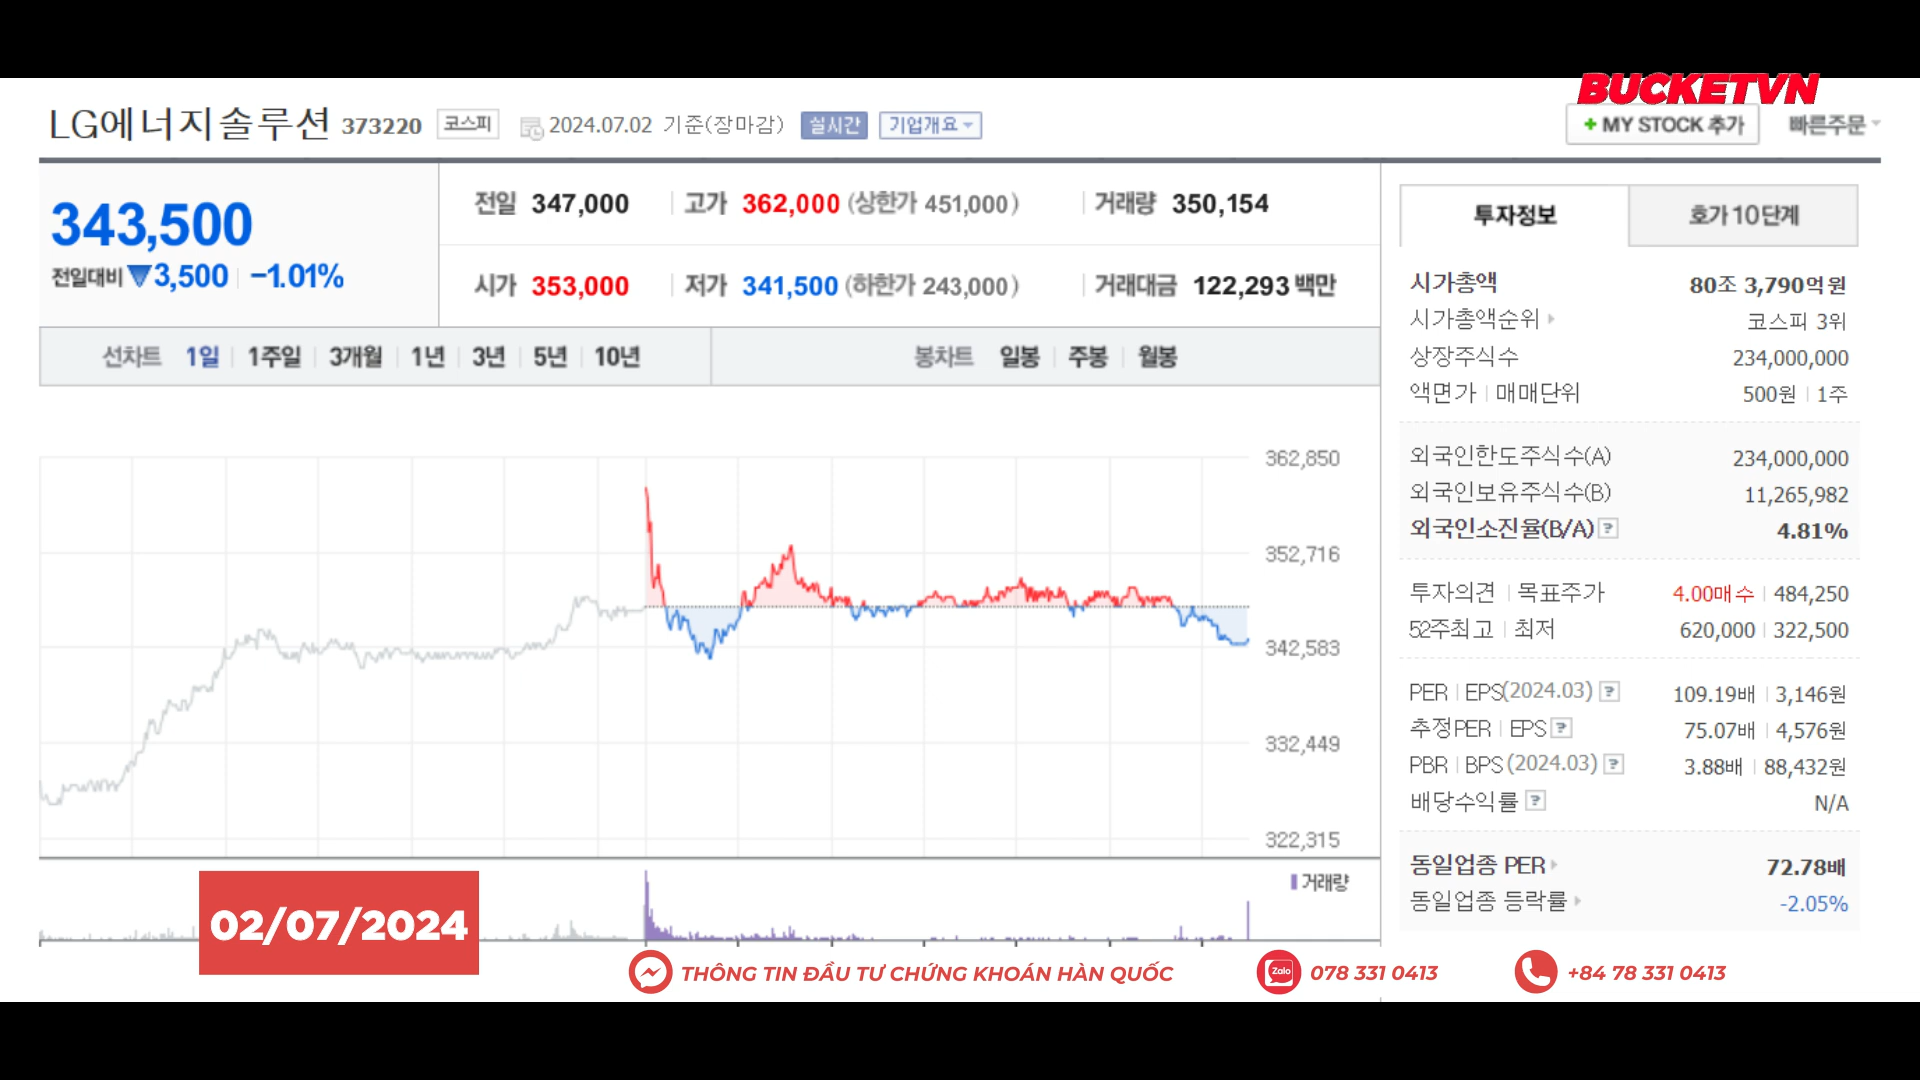 BUCKETVN
LG에너지솔루션 373220 코스피 2024.07.02 기준(장마감) 실시간 기업개요
+ MY STOCK 추가 빠른주문
343,500
전일대비 ▼3,500 | -1.01%
전일 347,000 | 고가 362,000 (상한가 451,000) | 거래량 350,154
시가 353,000 | 저가 341,500 (하한가 243,000) | 거래대금 122,293 백만
선차트 1일 | 1주일 | 3개월 | 1년 | 3년 | 5년 | 10년
봉차트 일봉 | 주봉 | 월봉
362,850
352,716
342,583
332,449
322,315
거래량
투자정보 호가 10단계
시가총액 80조 3,790억원
시가총액순위 코스피 3위
상장주식수 234,000,000
액면가 | 매매단위 500원 | 1주
외국인한도주식수(A) 234,000,000
외국인보유주식수(B) 11,265,982
외국인소진율(B/A) ? 4.81%
투자의견 | 목표주가 4.00매수 | 484,250
52주최고 | 최저 620,000 | 322,500
PER | EPS(2024.03) ? 109.19배 | 3,146원
추정PER | EPS ? 75.07배 | 4,576원
PBR | BPS (2024.03) ? 3.88배 | 88,432원
배당수익률 ? N/A
동일업종 PER 72.78배
동일업종 등락률 -2.05%
02/07/2024
THÔNG TIN ĐẦU TƯ CHỨNG KHOÁN HÀN QUỐC
Zalo 078 331 0413
+84 78 331 0413